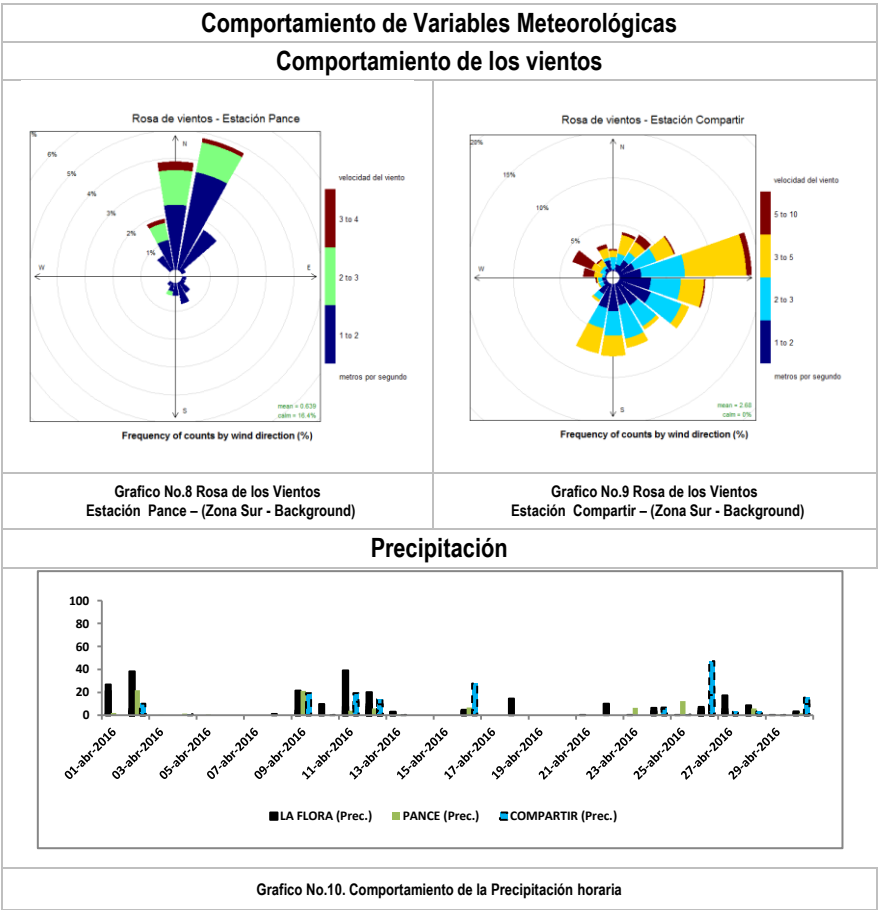 Comportamiento de Variables Meteorológicas
Comportamiento de los vientos
Rosa de vientos - Estación Pance
%
6%
5%
4%
3%
2%
1%
N
W
E
S
velocidad del viento
3 to 4
2 to 3
1 to 2
metros por segundo
mean = 0.639
calm = 16.4%
Frequency of counts by wind direction (%)
Rosa de vientos - Estación Compartir
20%
15%
10%
5%
N
W
S
velocidad del viento
5 to 10
3 to 5
2 to 3
1 to 2
metros por segundo
mean = 2.68
calm = 0%
Frequency of counts by wind direction (%)
Grafico No.8 Rosa de los Vientos
Estación Pance – (Zona Sur - Background)
Grafico No.9 Rosa de los Vientos
Estación Compartir – (Zona Sur - Background)
Precipitación
100
80
60
40
20
0
01-abr-2016
03-abr-2016
05-abr-2016
07-abr-2016
09-abr-2016
11-abr-2016
13-abr-2016
15-abr-2016
17-abr-2016
19-abr-2016
21-abr-2016
23-abr-2016
25-abr-2016
27-abr-2016
29-abr-2016
LA FLORA (Prec.) PANCE (Prec.) COMPARTIR (Prec.)
Grafico No.10. Comportamiento de la Precipitación horaria